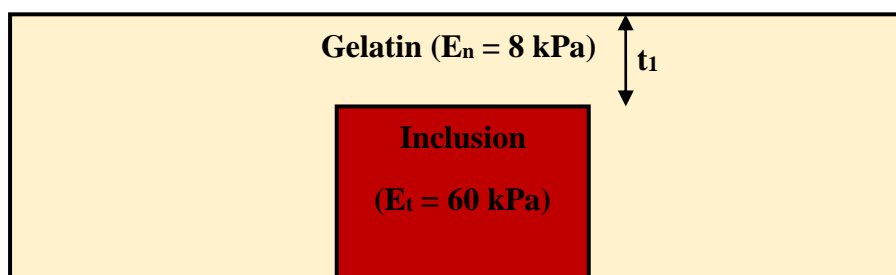 Gelatin (Eₙ = 8 kPa)
t₁
Inclusion
(Eₜ = 60 kPa)